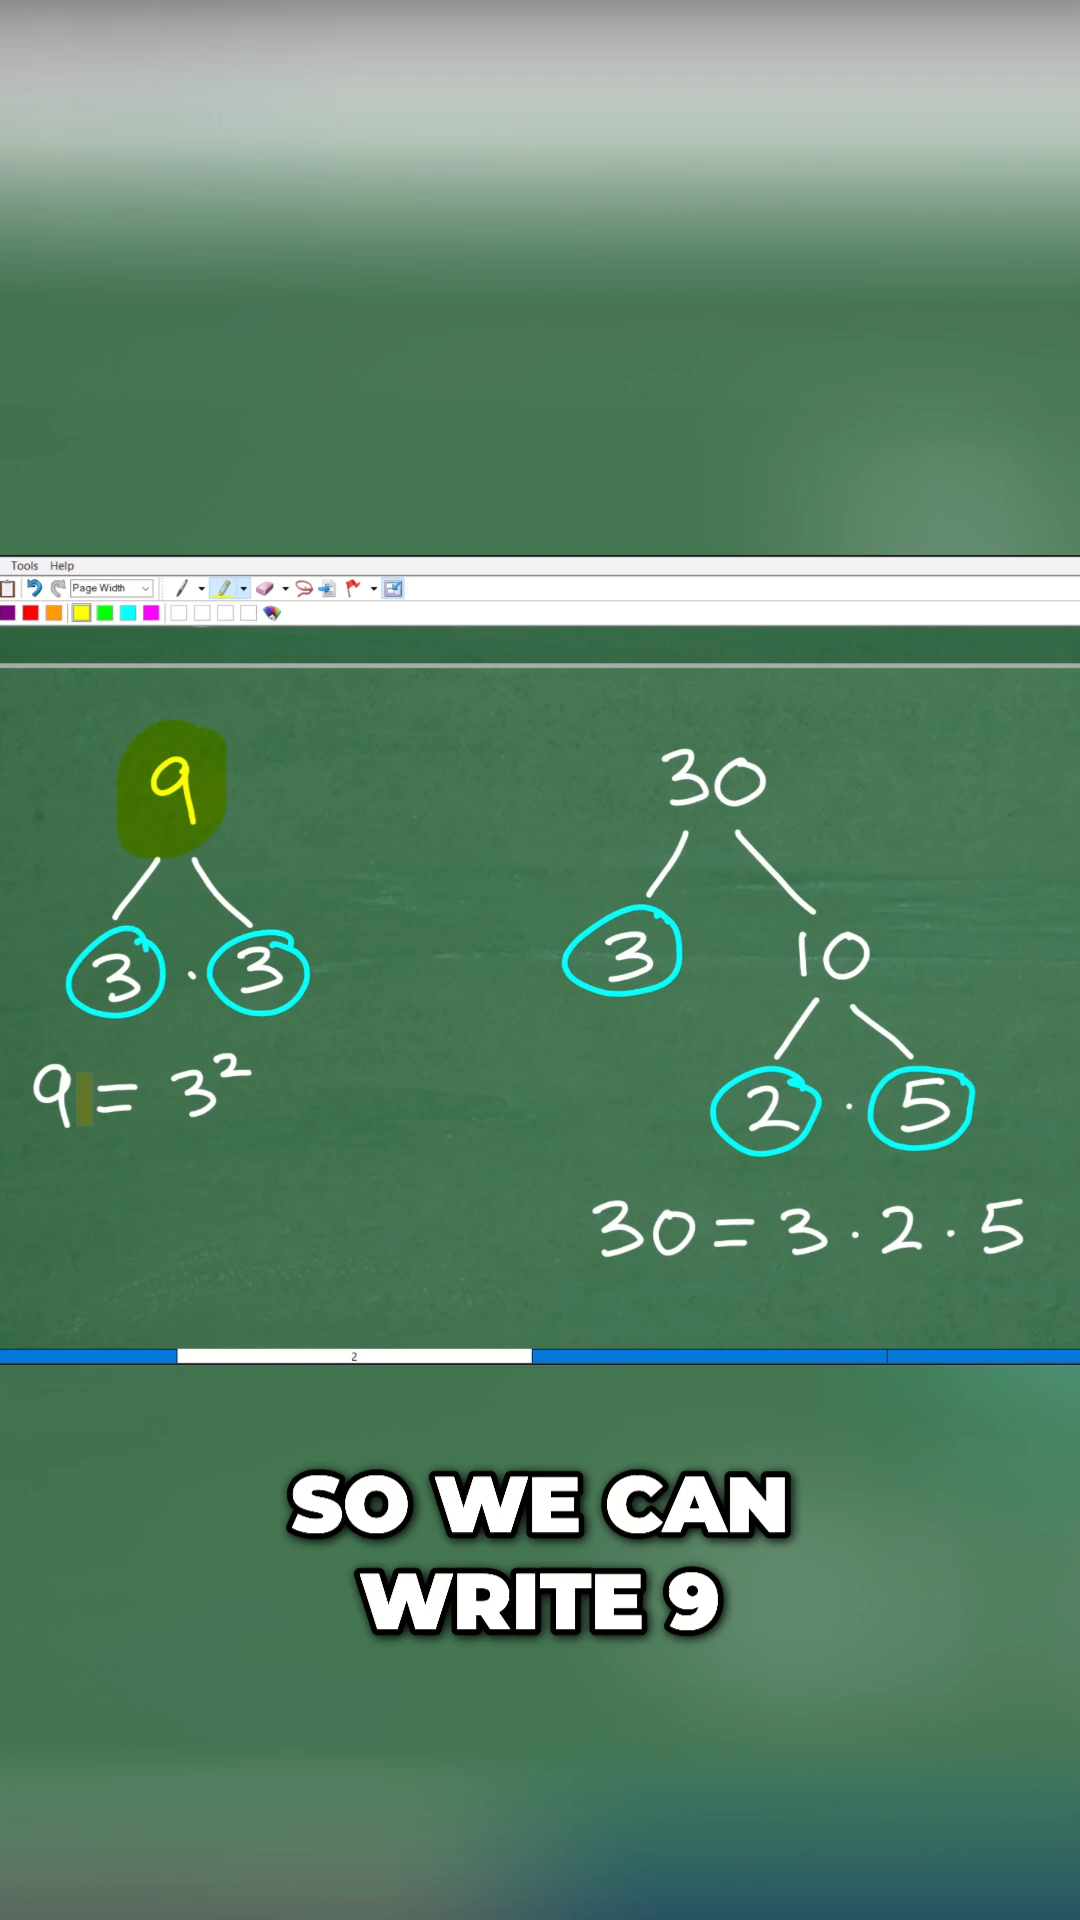 Tools Help
Page Width
9
3 · 3
9 = 3²
30
3 10
2 · 5
30 = 3 · 2 · 5
2
SO WE CAN
WRITE 9